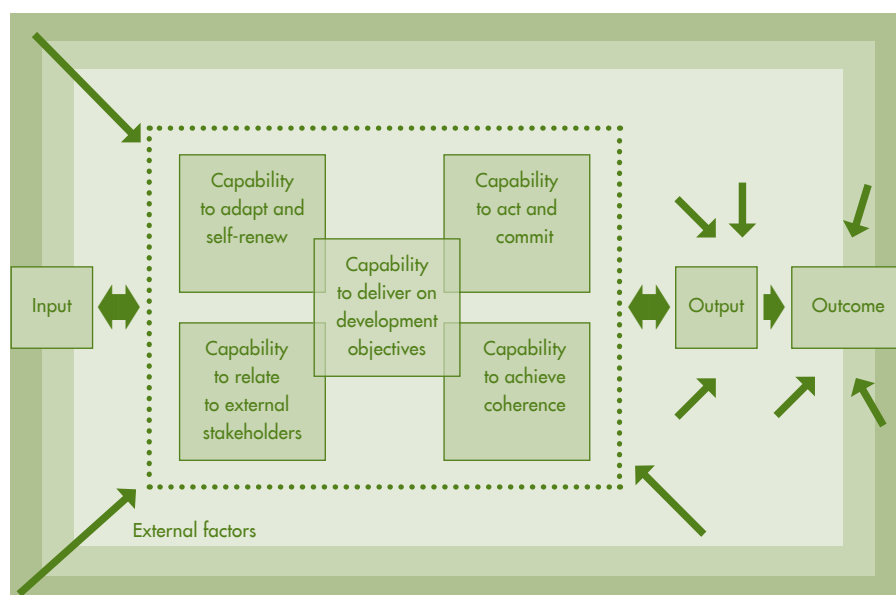 Capability
to adapt and
self-renew
Capability
to act and
commit
Capability
to deliver on
development
objectives
Input
Output
Outcome
Capability
to relate
to external
stakeholders
Capability
to achieve
coherence
External factors